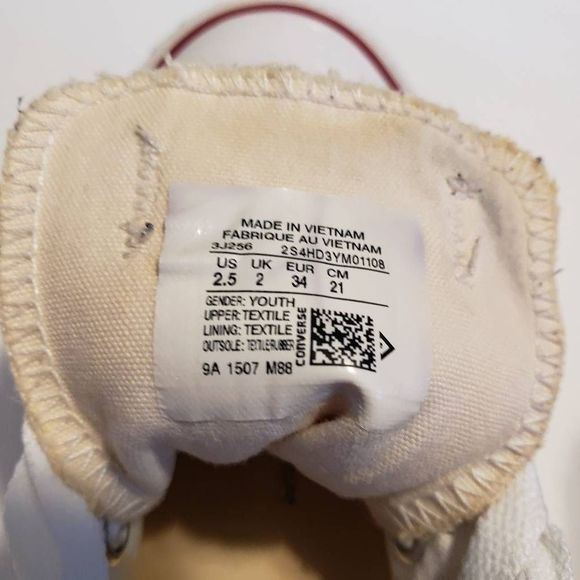 MADE IN VIETNAM
FABRIQUE AU VIETNAM
3J256 2S4HD3YM01108
US UK EUR CM
2.5 2 34 21
GENDER: YOUTH
UPPER: TEXTILE
LINING: TEXTILE
OUTSOLE: TEXTILE/RUBBER
CONVERSE
9A 1507 M88